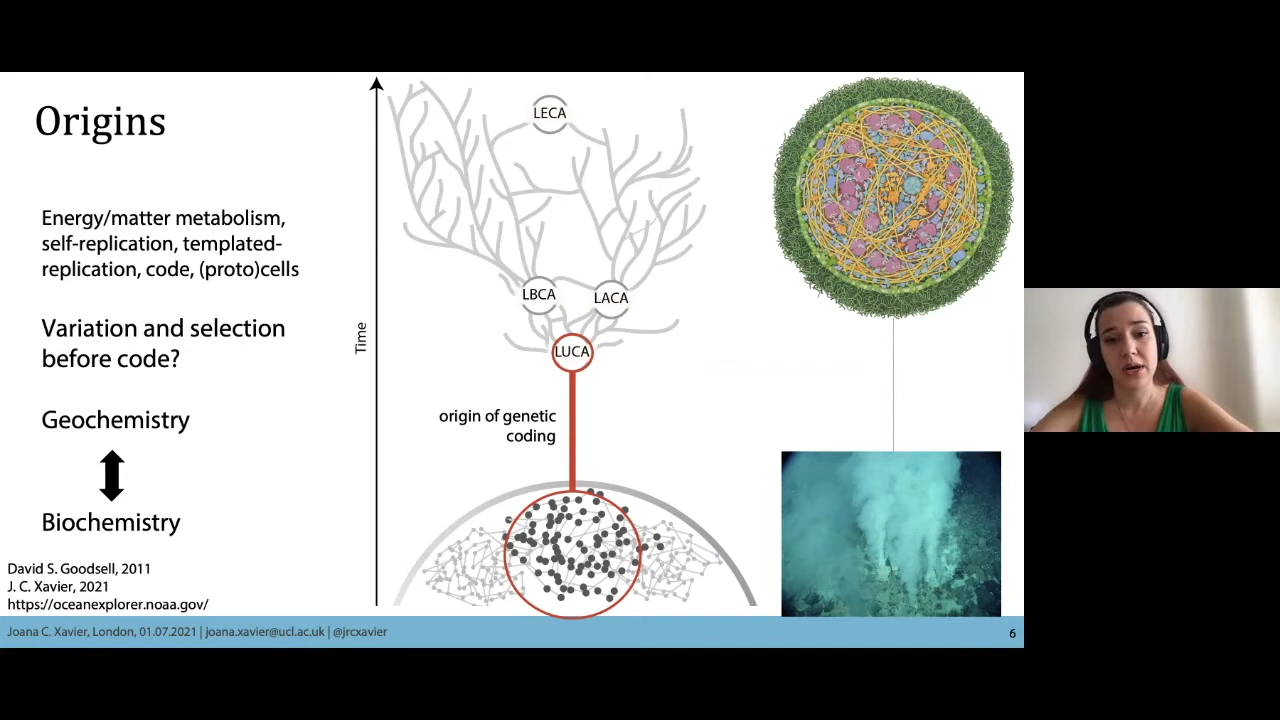 Origins
Energy/matter metabolism,
self-replication, templated-
replication, code, (proto)cells
Variation and selection
before code?
Geochemistry
Biochemistry
David S. Goodsell, 2011
J. C. Xavier, 2021
https://oceanexplorer.noaa.gov/
Time
LECA
LBCA
LACA
LUCA
origin of genetic
coding
Joana C. Xavier, London, 01.07.2021 | joana.xavier@ucl.ac.uk | @jrcxavier
6